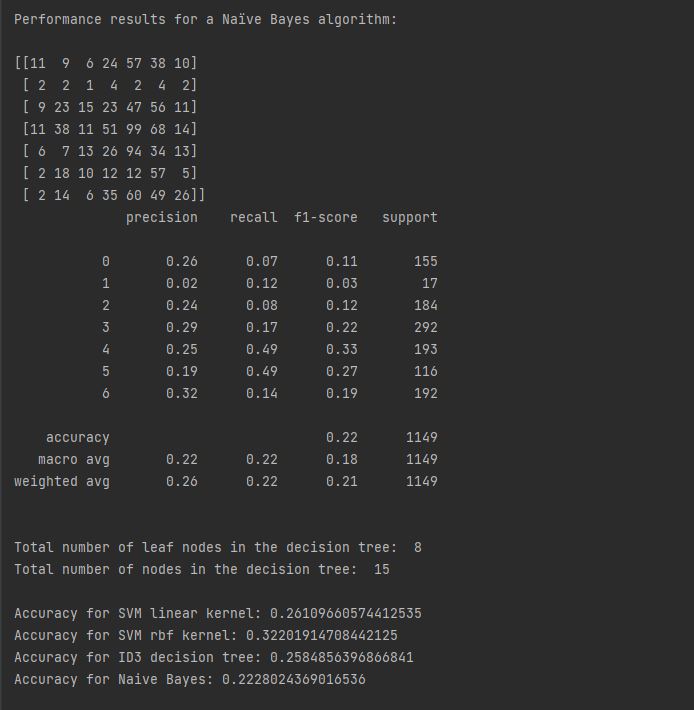 Performance results for a Naïve Bayes algorithm:
[[11  9  6 24 57 38 10]
 [ 2  2  1  4  2  4  2]
 [ 9 23 15 23 47 56 11]
 [11 38 11 51 99 68 14]
 [ 6  7 13 26 94 34 13]
 [ 2 18 10 12 12 57  5]
 [ 2 14  6 35 60 49 26]]
              precision    recall  f1-score   support
           0       0.26      0.07      0.11       155
           1       0.02      0.12      0.03        17
           2       0.24      0.08      0.12       184
           3       0.29      0.17      0.22       292
           4       0.25      0.49      0.33       193
           5       0.19      0.49      0.27       116
           6       0.32      0.14      0.19       192
    accuracy                           0.22      1149
   macro avg       0.22      0.22      0.18      1149
weighted avg       0.26      0.22      0.21      1149
Total number of leaf nodes in the decision tree:  8
Total number of nodes in the decision tree:  15
Accuracy for SVM linear kernel: 0.26109660574412535
Accuracy for SVM rbf kernel: 0.32201914708442125
Accuracy for ID3 decision tree: 0.2584856396866841
Accuracy for Naive Bayes: 0.2228024369016536